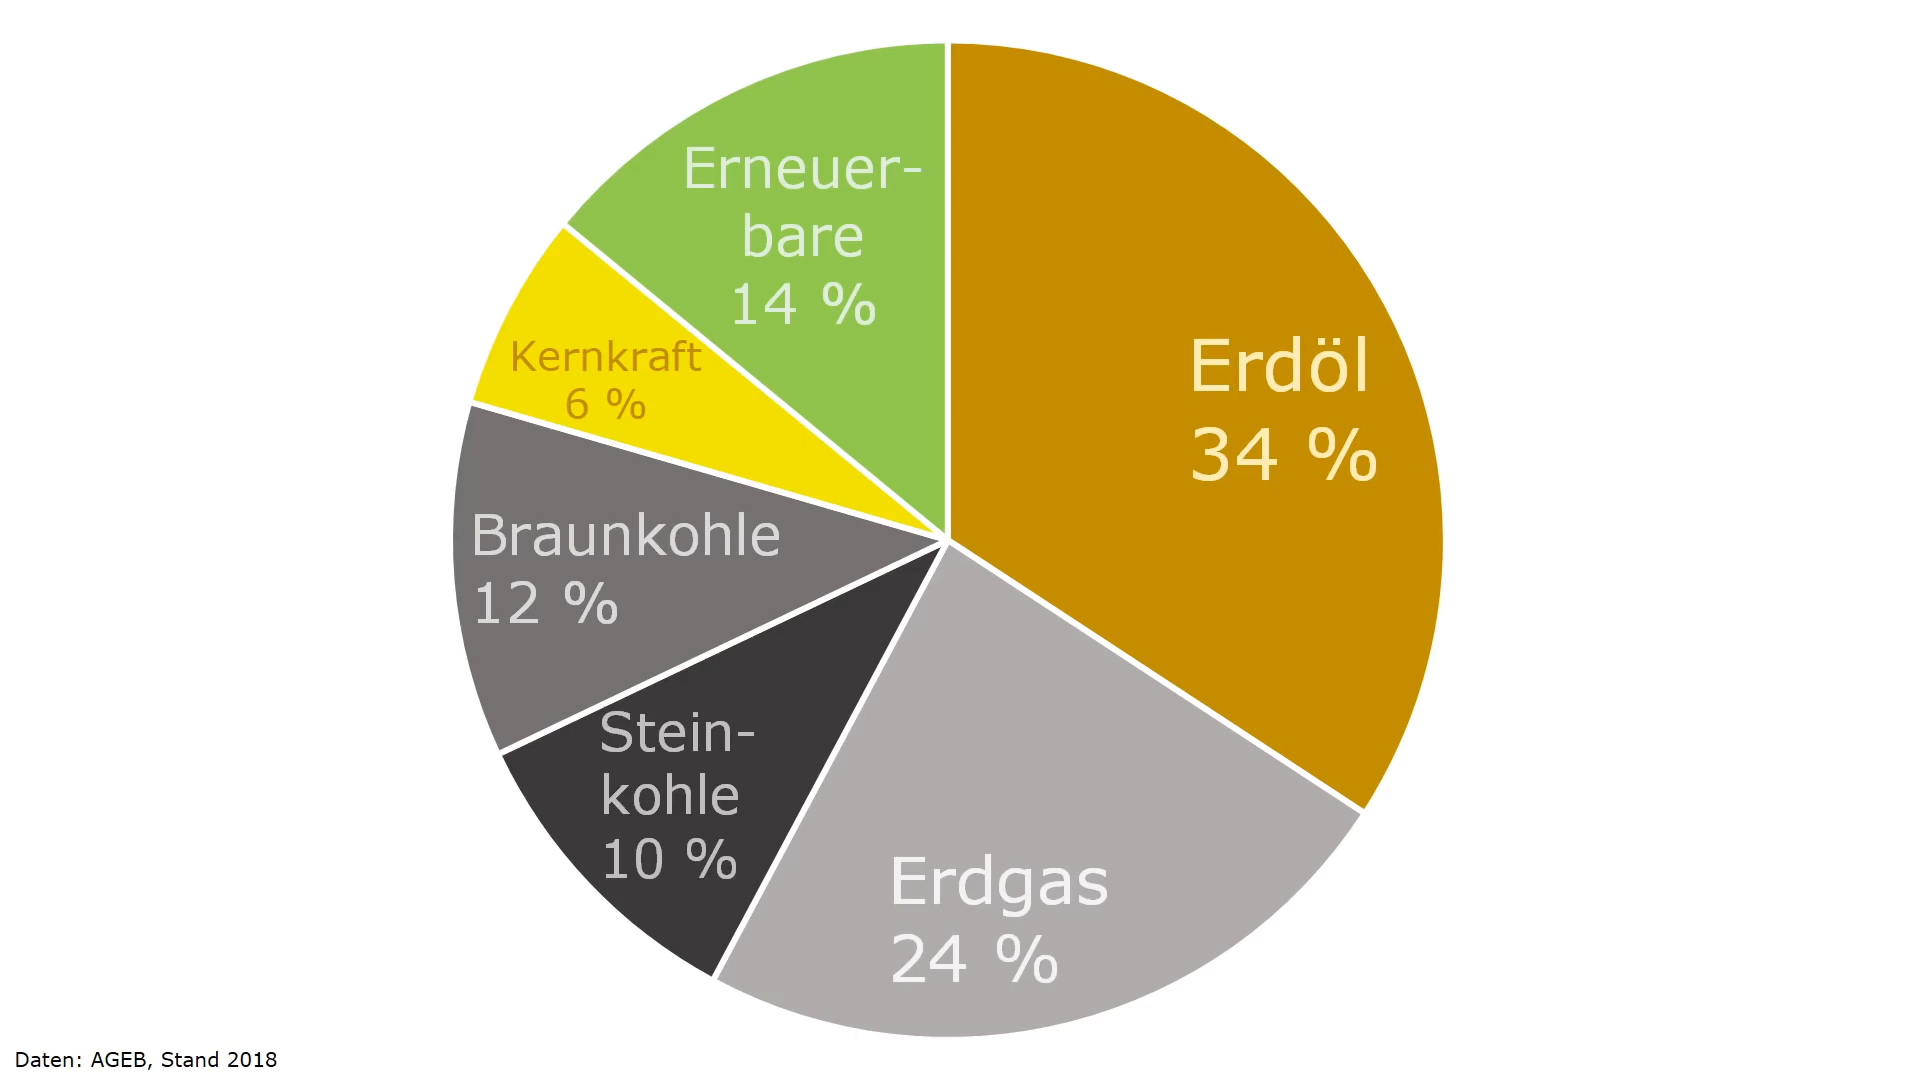 Erneuer-
bare
14 %
Erdöl
34 %
Kernkraft
6 %
Braunkohle
12 %
Stein-
kohle
10 %
Erdgas
24 %
Daten: AGEB, Stand 2018